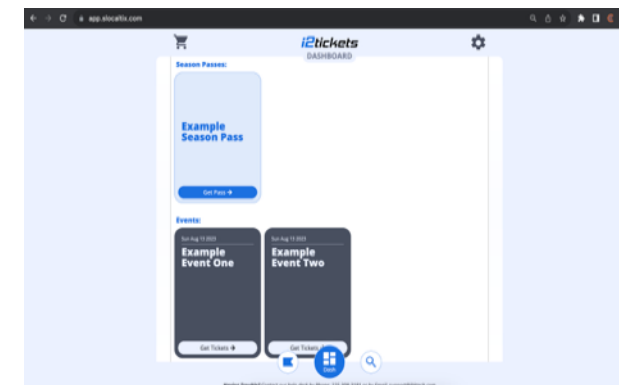 app.slocaltix.com
i2tickets
DASHBOARD
Season Passes:
Example
Season Pass
Get Pass →
Events:
Sun Aug 13 2023
Sun Aug 13 2023
Example
Event One
Example
Event Two
Get Tickets →
Get Tickets
Dash